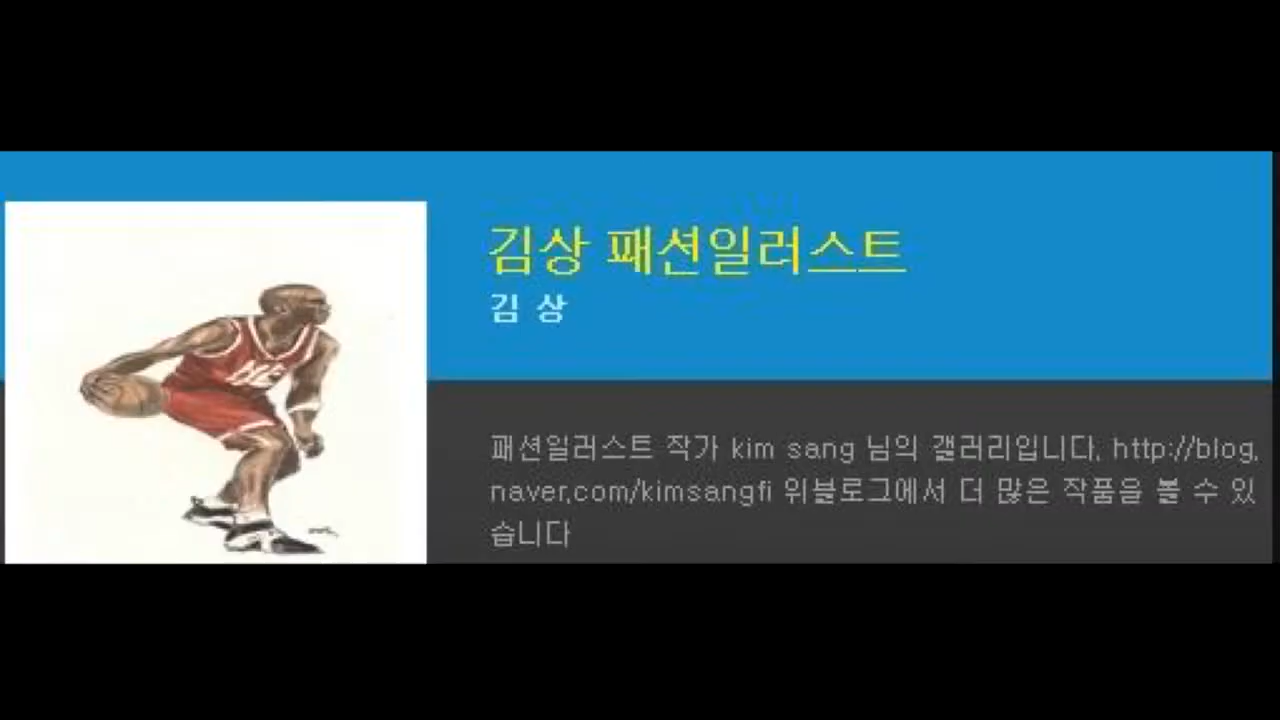 김상 패션일러스트
김 상
패션일러스트 작가 kim sang 님의 갤러리입니다. http://blog.
naver.com/kimsangfi 위블로그에서 더 많은 작품을 볼 수 있
습니다